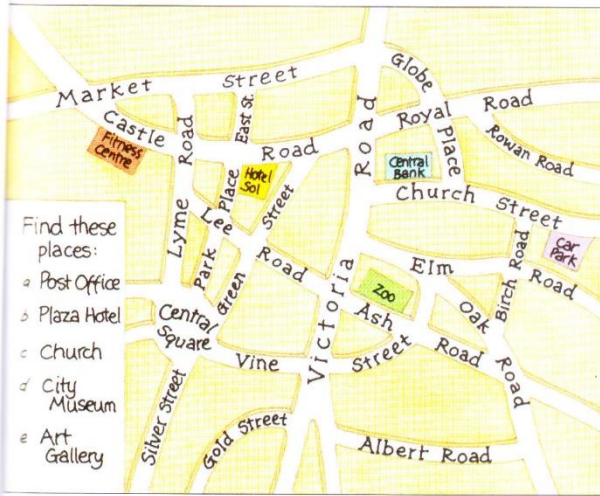 Market Street
Globe Place
Castle Road
Royal Road
East St.
Rowan Road
Fitness
Centre
Lyme Road
Hotel
Sol
Central
Bank
Victoria Road
Park Place
Green Street
Lee Road
Church Street
Car
Park
Find these
places:
a Post Office
b Plaza Hotel
c Church
d City
Museum
e Art
Gallery
Elm Road
Birch Road
Zoo
Oak Road
Ash Road
Central
Square
Vine Street
Silver Street
Gold Street
Albert Road